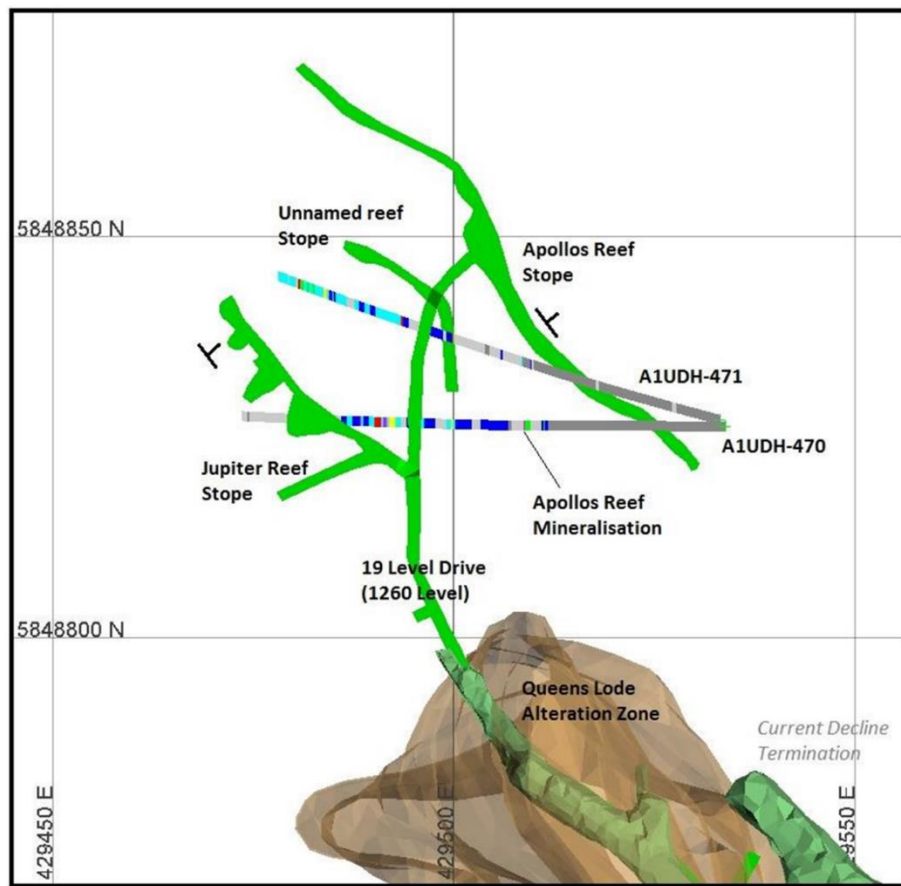 Unnamed reef
Stope
5848850 N
Apollos Reef
Stope
A1UDH-471
A1UDH-470
Jupiter Reef
Stope
Apollos Reef
Mineralisation
19 Level Drive
(1260 Level)
5848800 N
Queens Lode
Alteration Zone
Current Decline
Termination
429450 E
429500 E
29550 E